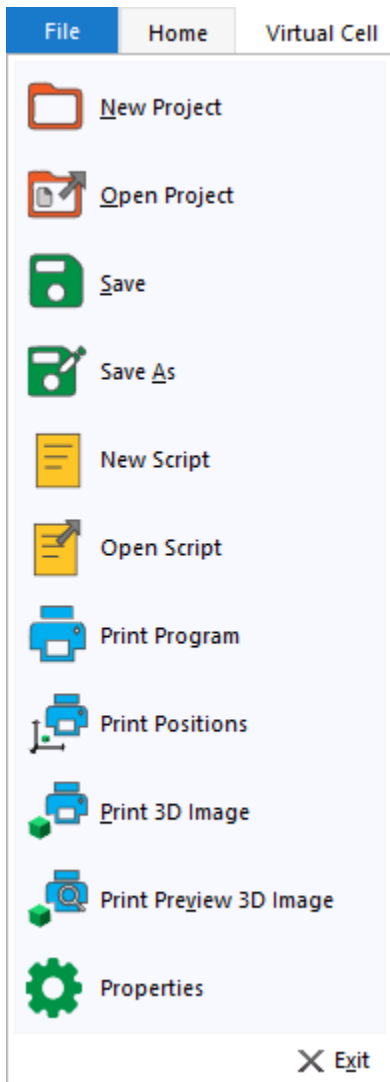 File Home Virtual Cell
New Project
Open Project
Save
Save As
New Script
Open Script
Print Program
Print Positions
Print 3D Image
Print Preview 3D Image
Properties
Exit